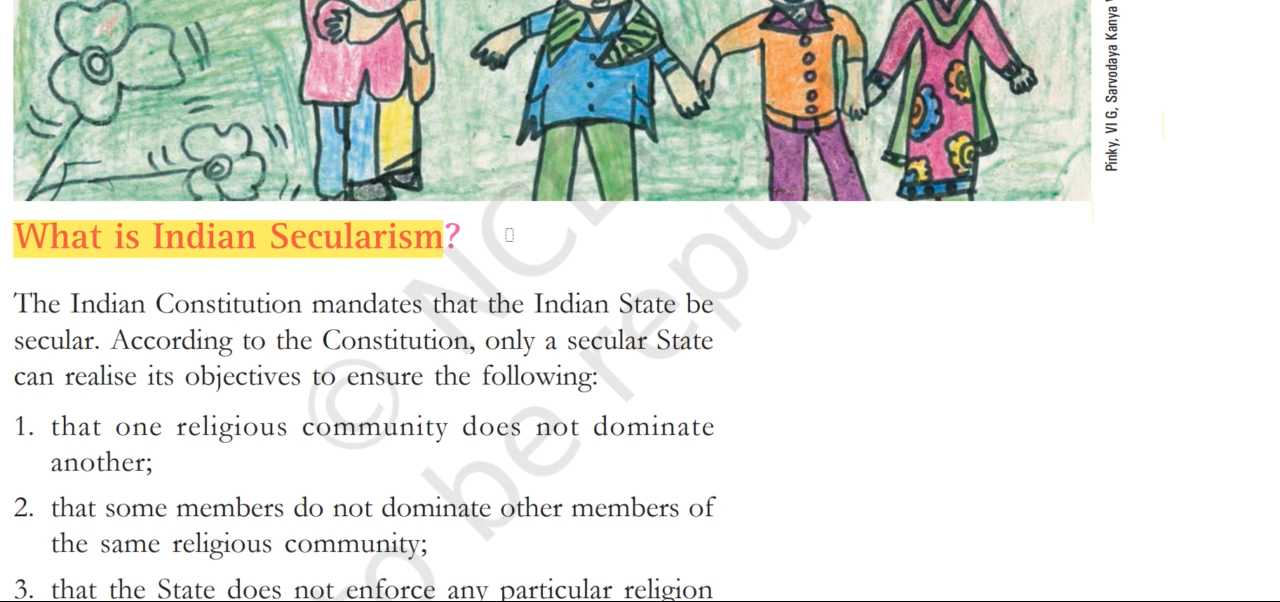 Pinky, VI G, Sarvodaya Kanya
What is Indian Secularism?
The Indian Constitution mandates that the Indian State be
secular. According to the Constitution, only a secular State
can realise its objectives to ensure the following:
1. that one religious community does not dominate
another;
2. that some members do not dominate other members of
the same religious community;
3. that the State does not enforce any particular religion